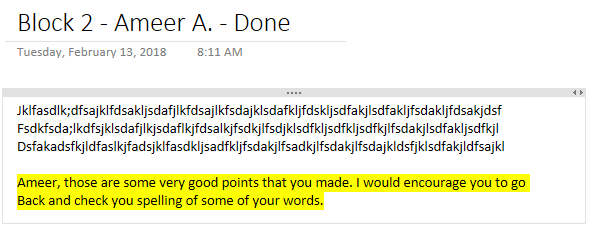 Block 2 - Ameer A. - Done
Tuesday, February 13, 2018 8:11 AM
Jklfasdlk;dfsajklfdsakljsdafjlkfdsajlkfsdajklsdafkljfdskljsdfakjlsdfakljfsdakljfdsakjdsf
Fsdkfsda;lkdfsjklsdafjlkjsdaflkjfdsalkjfsdkjlfsdjklsdfkljsdfkljsdfkjlfsdakjlsdfakljsdfkjl
Dsfakadsfkjldfaslkjfadsjklfasdkljsadfkljfsdakjlfsadkjlfsdakjlfsdajkldsfjklsdfakjldfsajkl
Ameer, those are some very good points that you made. I would encourage you to go
Back and check you spelling of some of your words.